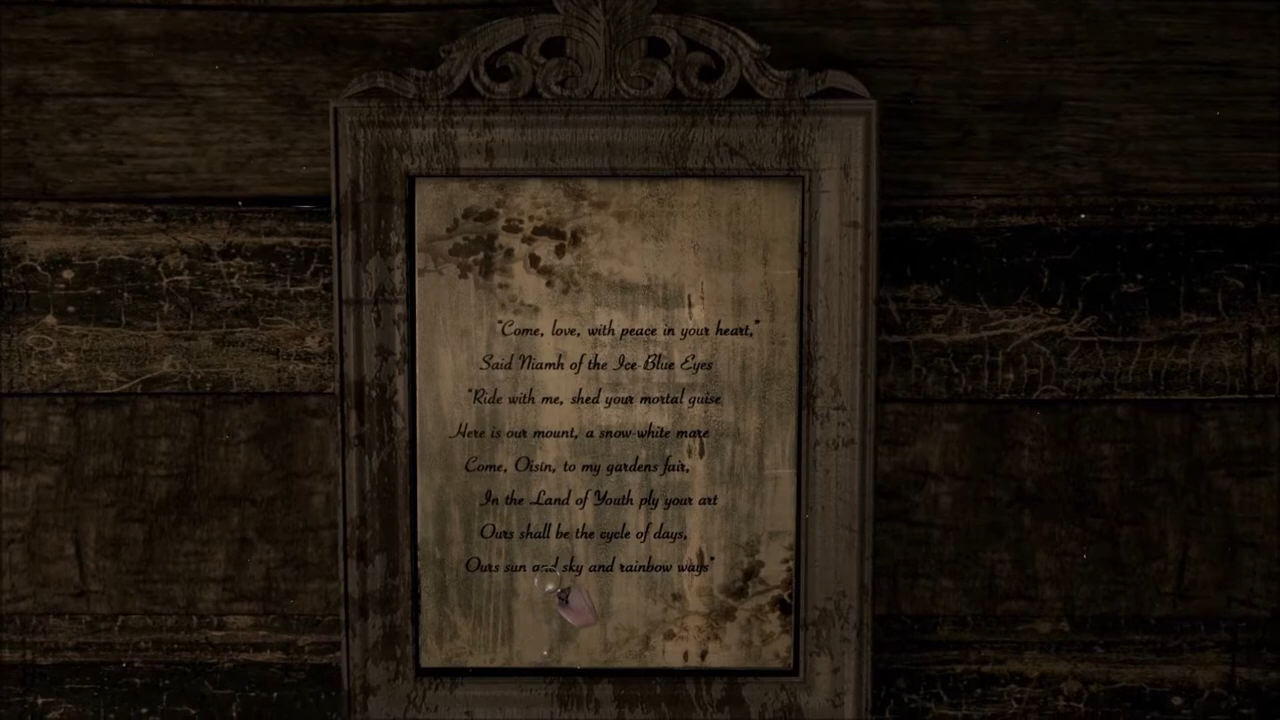 "Come, love, with peace in your heart,"
Said Niamh of the Ice-Blue Eyes
"Ride with me, shed your mortal guise
Here is our mount, a snow-white mare
Come, Oisin, to my gardens fair,
In the Land of Youth ply your art
Ours shall be the cycle of days,
Ours sun and sky and rainbow ways"